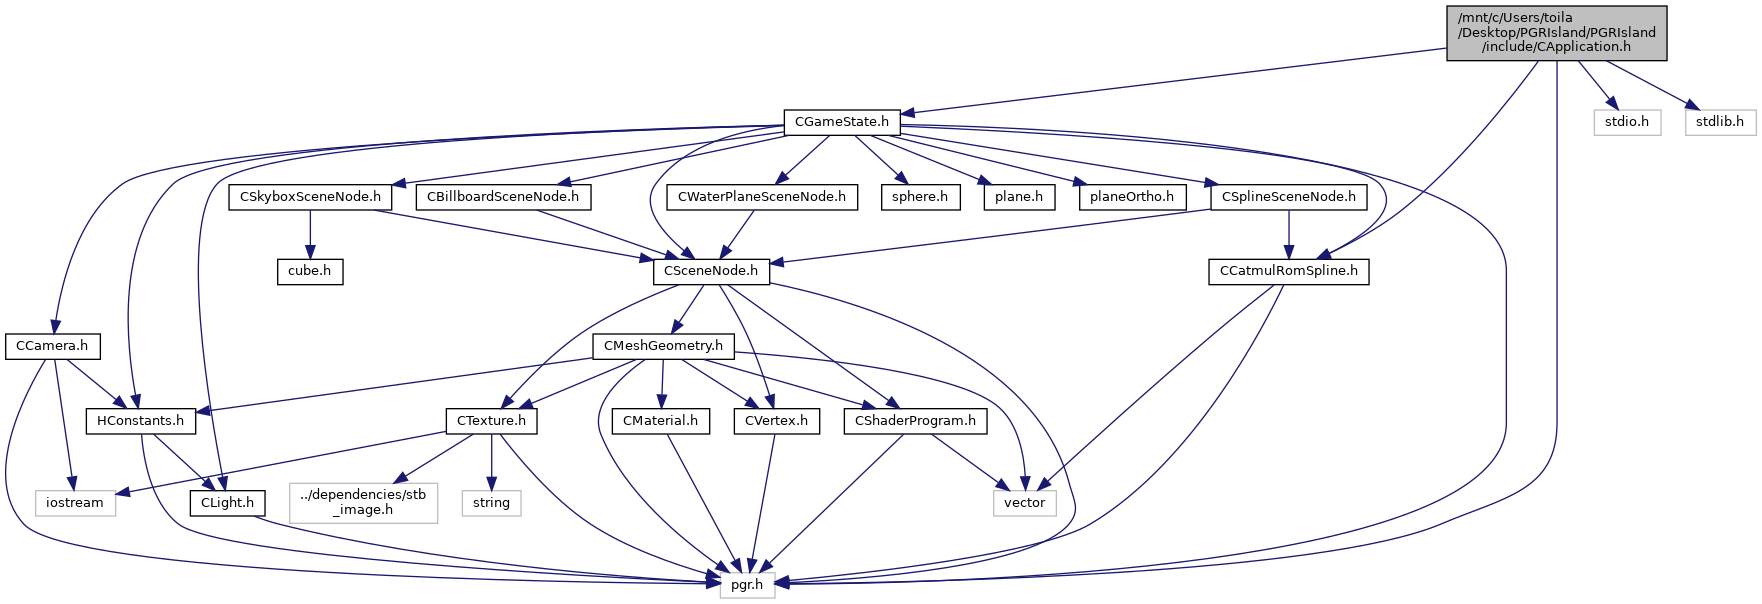 /mnt/c/Users/toila
/Desktop/PGRIsland/PGRIsland
/include/CApplication.h
CGameState.h
stdio.h
stdlib.h
CSkyboxSceneNode.h
CBillboardSceneNode.h
CWaterPlaneSceneNode.h
sphere.h
plane.h
planeOrtho.h
CSplineSceneNode.h
cube.h
CSceneNode.h
CCatmulRomSpline.h
CCamera.h
CMeshGeometry.h
HConstants.h
CTexture.h
CMaterial.h
CVertex.h
CShaderProgram.h
iostream
CLight.h
../dependencies/stb
_image.h
string
vector
pgr.h